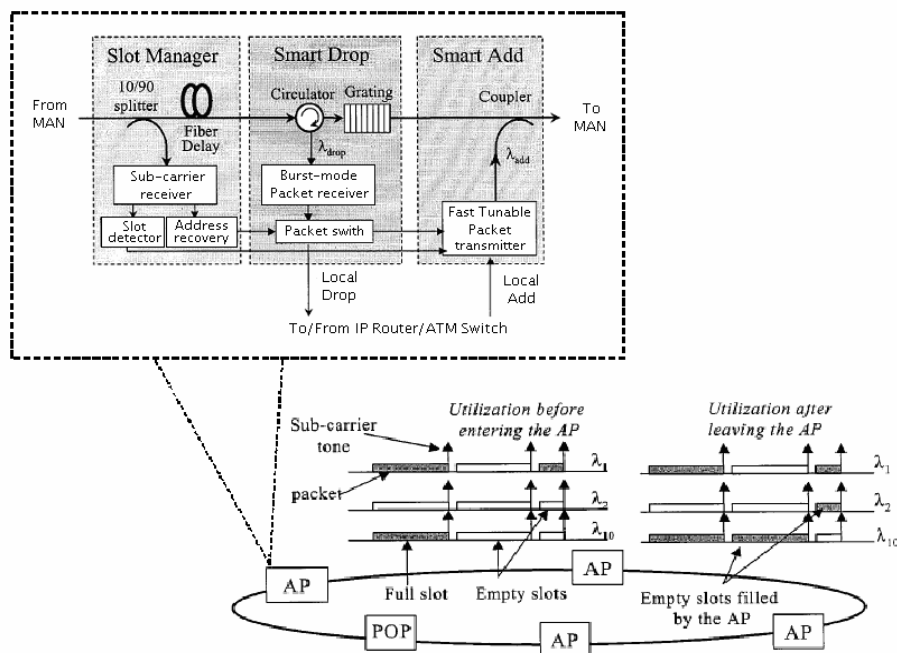 Slot Manager
Smart Drop
Smart Add
10/90
splitter
Circulator
Grating
Coupler
From
MAN
To
MAN
Fiber
Delay
λdrop
λadd
Sub-carrier
receiver
Burst-mode
Packet receiver
Fast Tunable
Packet
transmitter
Slot
detector
Address
recovery
Packet swith
Local
Drop
Local
Add
To/From IP Router/ATM Switch
Sub-carrier
tone
Utilization before
entering the AP
Utilization after
leaving the AP
λ1
λ1
packet
λ2
λ2
λ10
λ10
AP
Full slot
Empty slots
AP
Empty slots filled
by the AP
POP
AP
AP